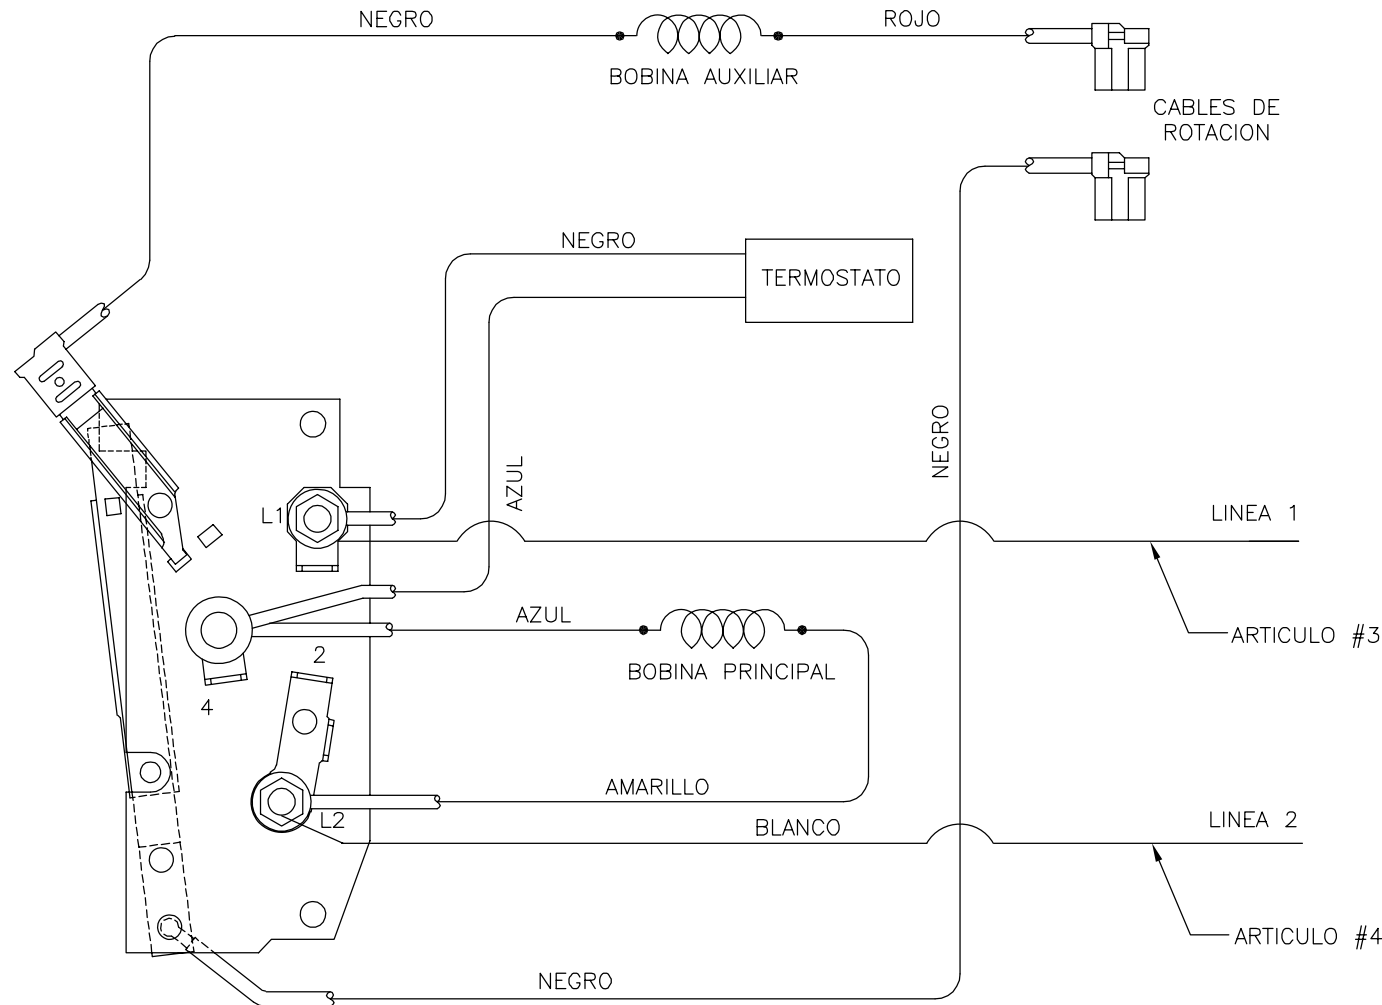 NEGRO
ROJO
BOBINA AUXILIAR
CABLES DE
ROTACION
NEGRO
TERMOSTATO
NEGRO
AZUL
L1
LINEA 1
AZUL
ARTICULO #3
2
BOBINA PRINCIPAL
4
AMARILLO
L2
BLANCO
LINEA 2
ARTICULO #4
NEGRO